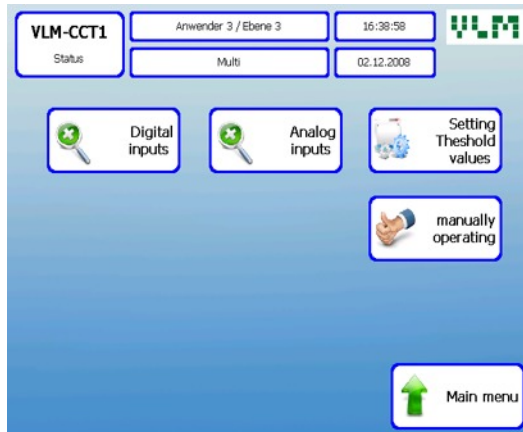 VLM-CCT1
Status
Anwender 3 / Ebene 3
16:38:58
VLM
Multi
02.12.2008
Digital
inputs
Analog
inputs
Setting
Theshold
values
manually
operating
Main menu